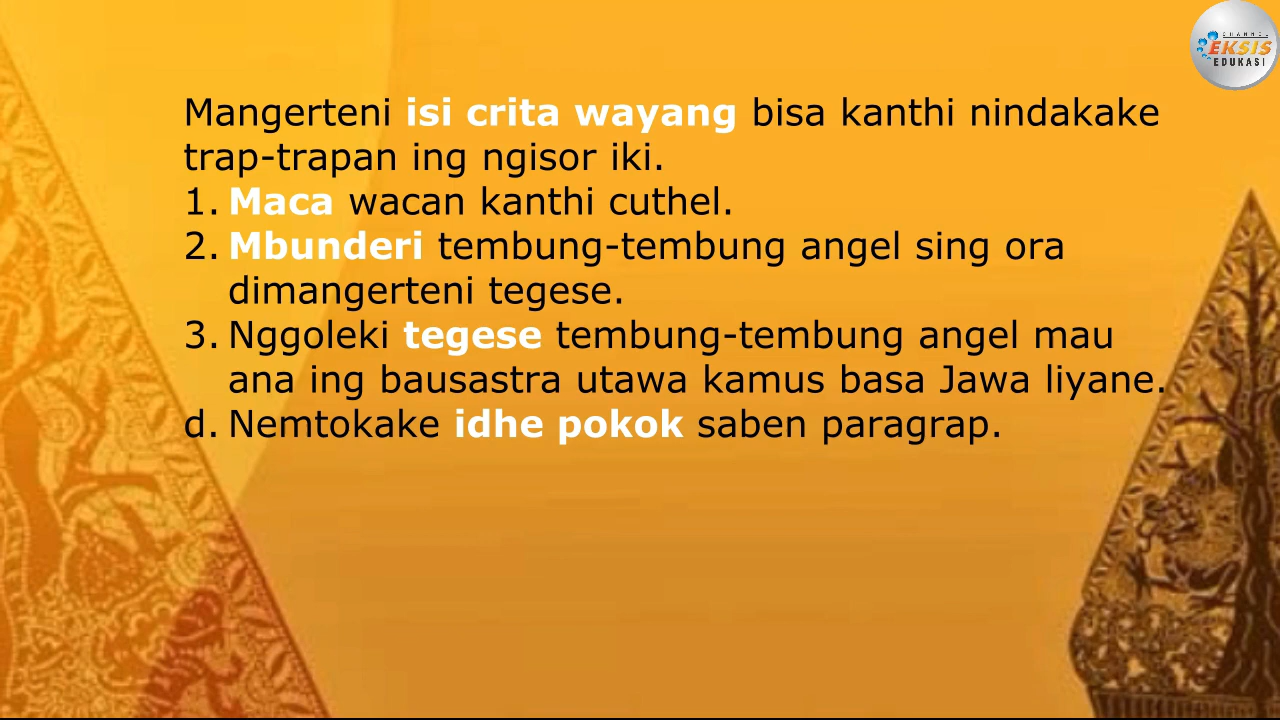 CHANNEL
EKSIS
EDUKASI
Mangerteni isi crita wayang bisa kanthi nindakake
trap-trapan ing ngisor iki.
1. Maca wacan kanthi cuthel.
2. Mbunderi tembung-tembung angel sing ora
dimangerteni tegese.
3. Nggoleki tegese tembung-tembung angel mau
ana ing bausastra utawa kamus basa Jawa liyane.
d. Nemtokake idhe pokok saben paragrap.